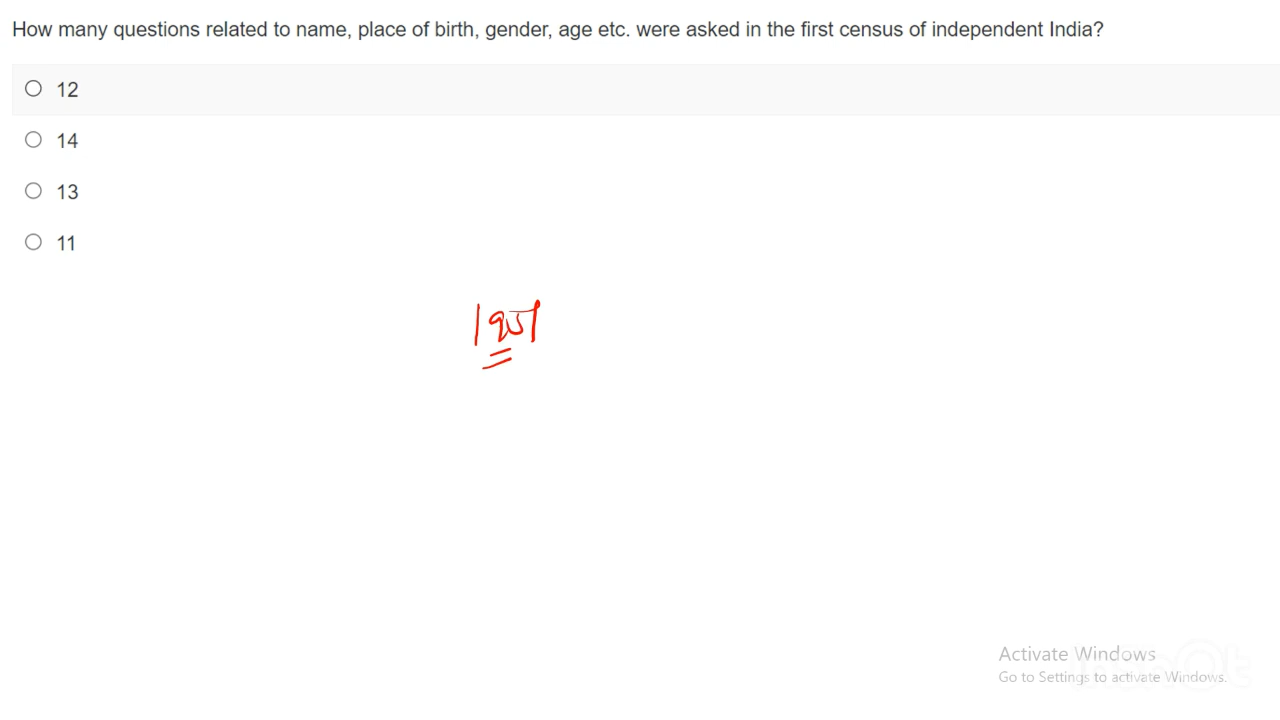 How many questions related to name, place of birth, gender, age etc. were asked in the first census of independent India?
12
14
13
11
1951
Activate Windows
Go to Settings to activate Windows.